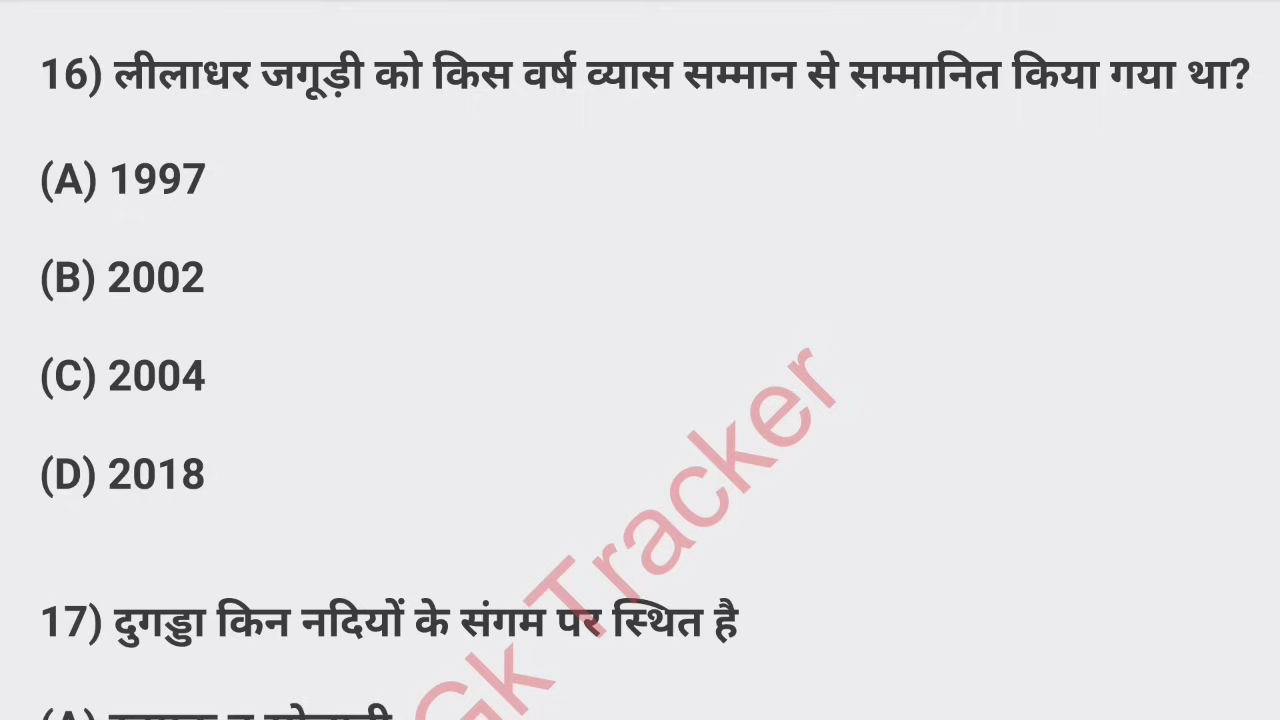 16) लीलाधर जगूड़ी को किस वर्ष व्यास सम्मान से सम्मानित किया गया था?
(A) 1997
(B) 2002
(C) 2004
(D) 2018
17) दुगड्डा किन नदियों के संगम पर स्थित है
(A)
Gk Tracker